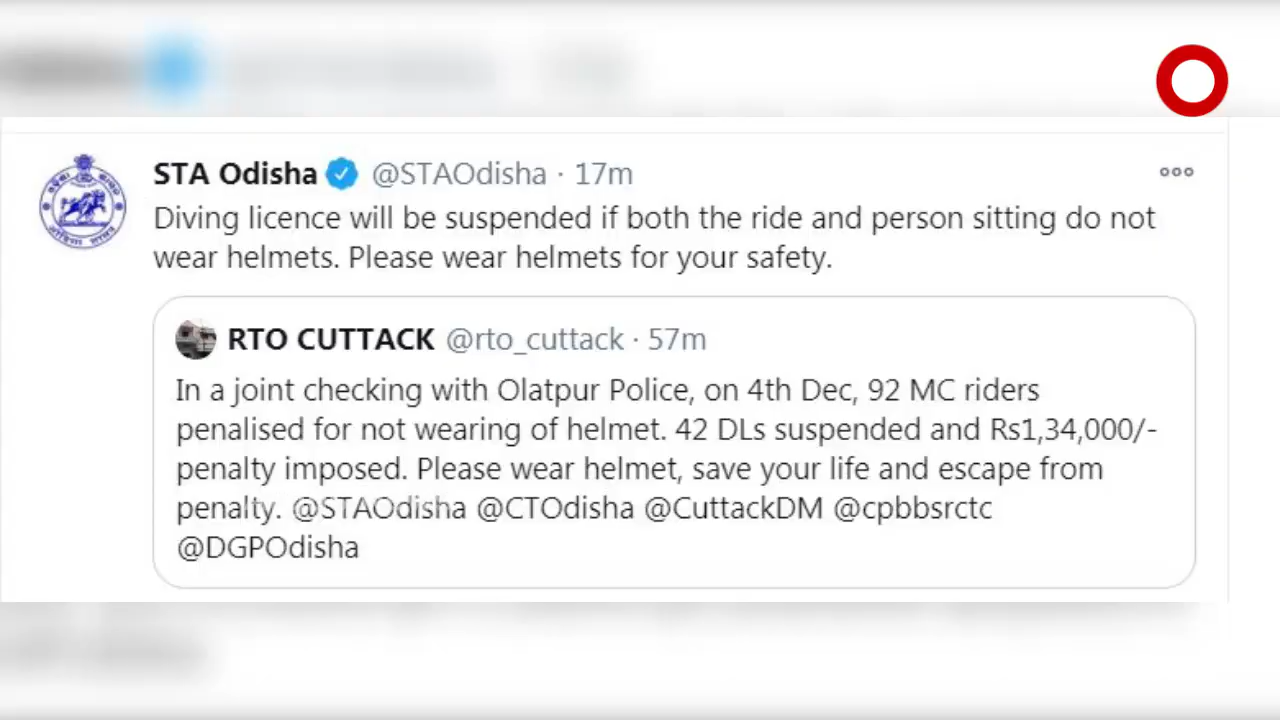 STA Odisha @STAOdisha · 17m
Diving licence will be suspended if both the ride and person sitting do not
wear helmets. Please wear helmets for your safety.
RTO CUTTACK @rto_cuttack · 57m
In a joint checking with Olatpur Police, on 4th Dec, 92 MC riders
penalised for not wearing of helmet. 42 DLs suspended and Rs1,34,000/-
penalty imposed. Please wear helmet, save your life and escape from
penalty. @STAOdisha @CTOdisha @CuttackDM @cpbbsrctc
@DGPOdisha